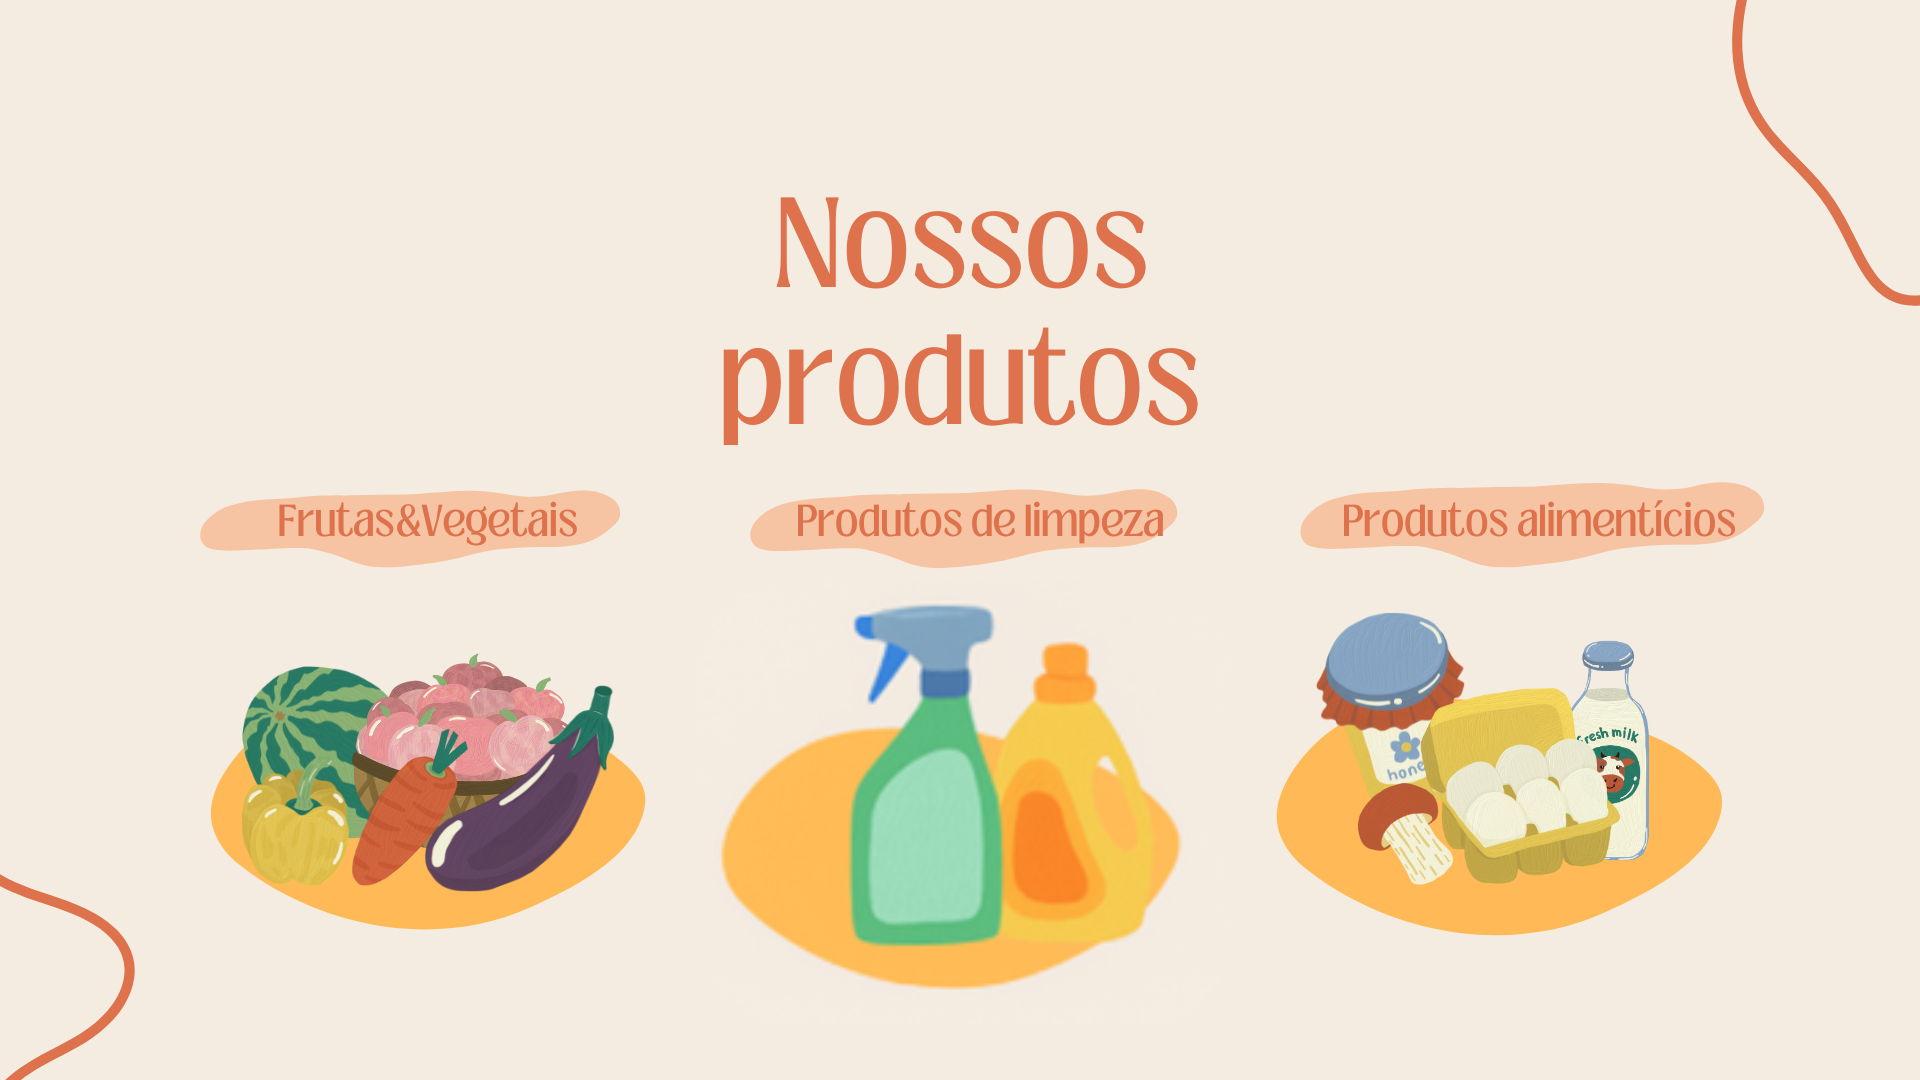 Nossos
produtos
Frutas&Vegetais
Produtos de limpeza
Produtos alimentícios
fresh milk
hone